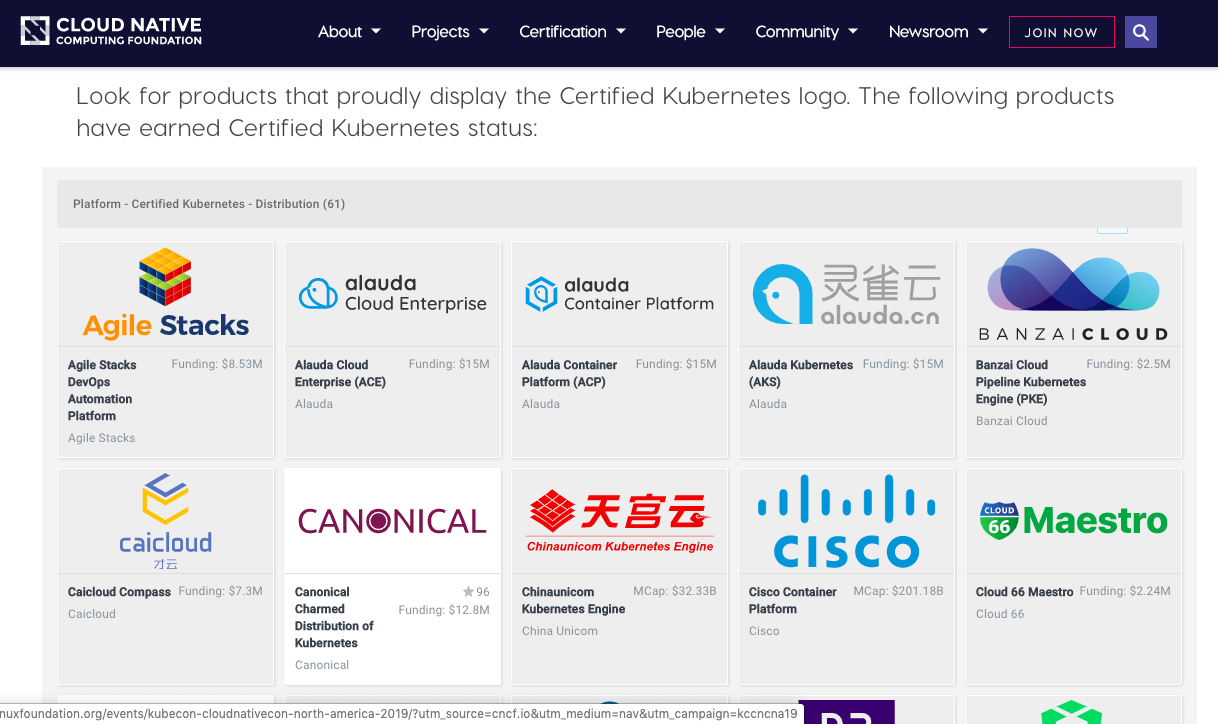 CLOUD NATIVE
COMPUTING FOUNDATION
About
Projects
Certification
People
Community
Newsroom
JOIN NOW
Look for products that proudly display the Certified Kubernetes logo. The following products
have earned Certified Kubernetes status:
Platform - Certified Kubernetes - Distribution (61)
Agile Stacks
Agile Stacks
DevOps
Automation
Platform
Funding: $8.53M
Agile Stacks
alauda
Cloud Enterprise
Alauda Cloud
Enterprise (ACE)
Funding: $15M
Alauda
alauda
Container Platform
Alauda Container
Platform (ACP)
Funding: $15M
Alauda
灵雀云
alauda.cn
Alauda Kubernetes
(AKS)
Funding: $15M
Alauda
BANZAICLOUD
Banzai Cloud
Pipeline Kubernetes
Engine (PKE)
Funding: $2.5M
Banzai Cloud
caicloud
才云
Caicloud Compass
Funding: $7.3M
Caicloud
CANONICAL
Canonical
Charmed
Distribution of
Kubernetes
96
Funding: $12.8M
Canonical
天宫云
Chinaunicom Kubernetes Engine
Chinaunicom
Kubernetes Engine
MCap: $32.33B
China Unicom
CISCO
Cisco Container
Platform
MCap: $201.18B
Cisco
CLOUD
66
Maestro
Cloud 66 Maestro
Funding: $2.24M
Cloud 66
nuxfoundation.org/events/kubecon-cloudnativecon-north-america-2019/?utm_source=cncf.io&utm_medium=nav&utm_campaign=kccncna19